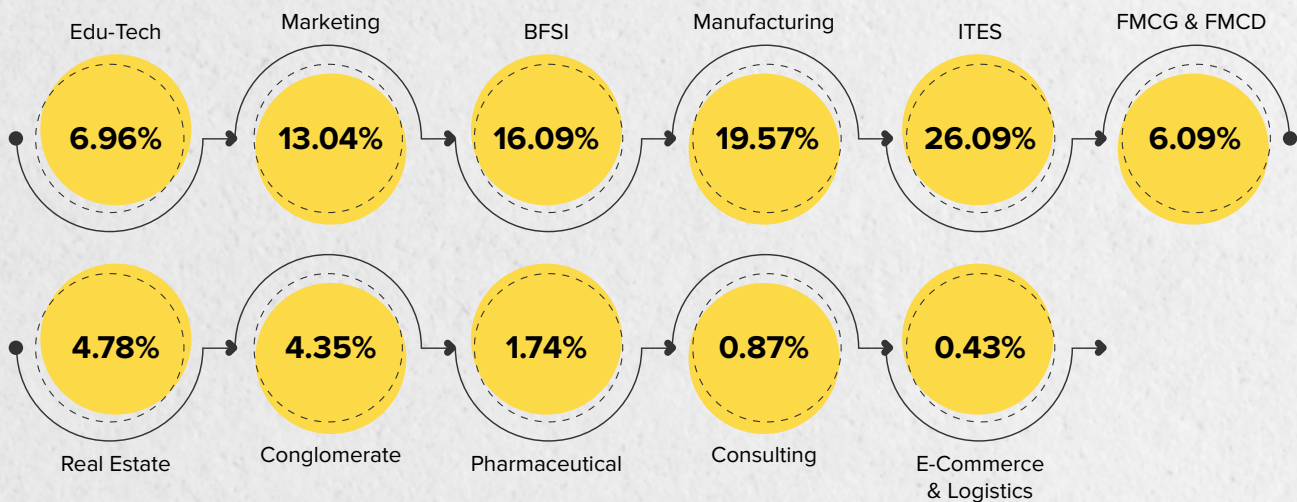 Edu-Tech
Marketing
BFSI
Manufacturing
ITES
FMCG & FMCD
6.96%
13.04%
16.09%
19.57%
26.09%
6.09%
4.78%
4.35%
1.74%
0.87%
0.43%
Real Estate
Conglomerate
Pharmaceutical
Consulting
E-Commerce
& Logistics